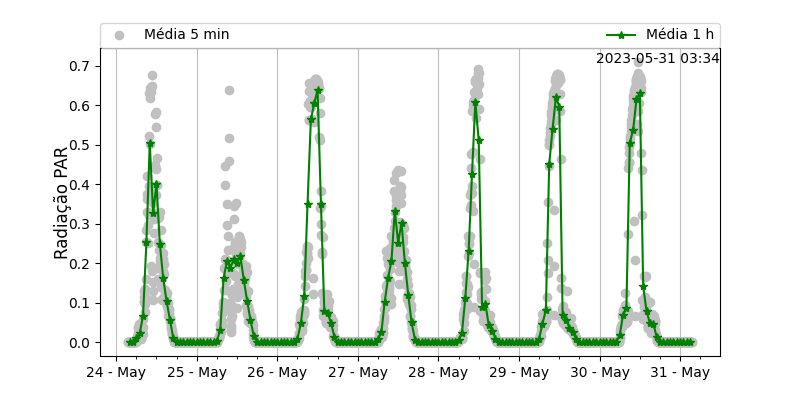 Média 5 min
Média 1 h
2023-05-31 03:34
Radiação PAR
0.7
0.6
0.5
0.4
0.3
0.2
0.1
0.0
24 - May
25 - May
26 - May
27 - May
28 - May
29 - May
30 - May
31 - May